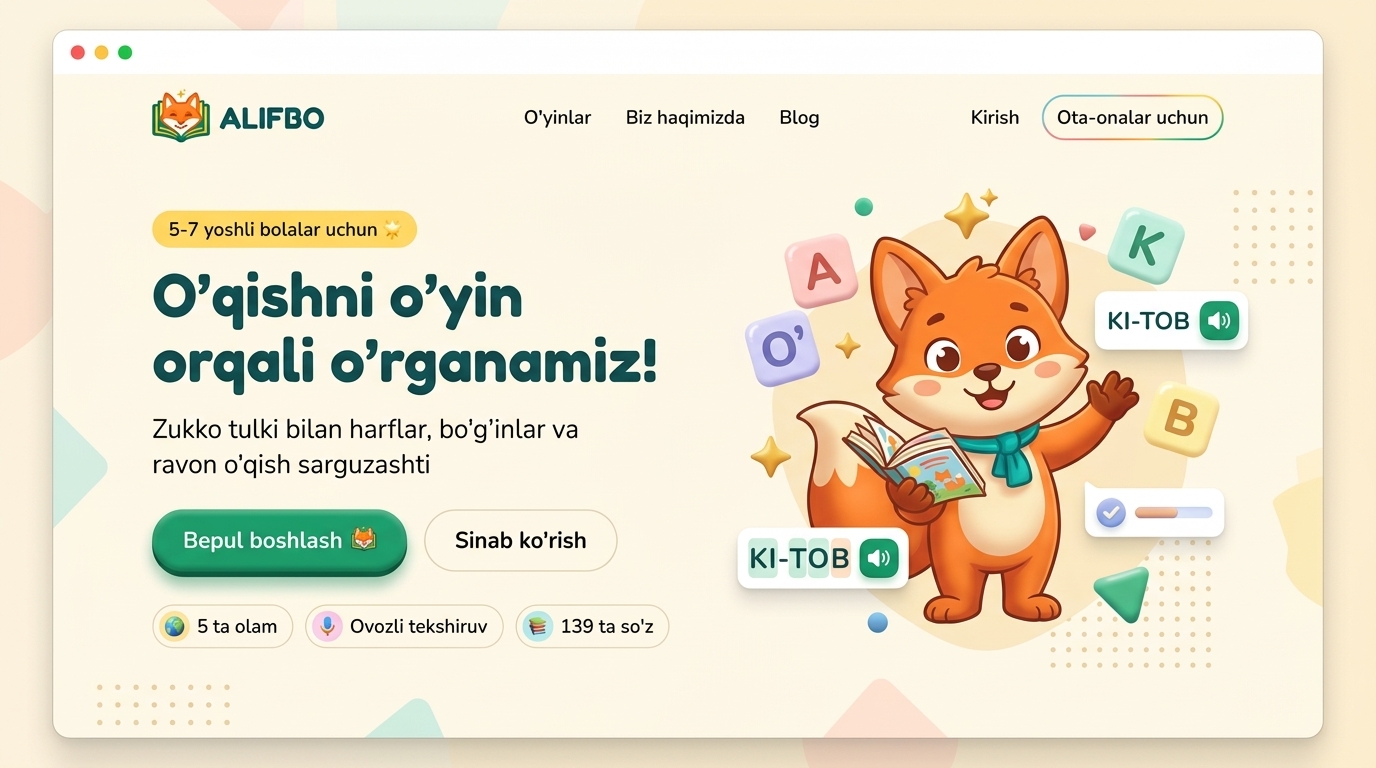 ALIFBO
O'yinlar
Biz haqimizda
Blog
Kirish
Ota-onalar uchun
5-7 yoshli bolalar uchun
O’qishni o’yin
orqali o’rganamiz!
Zukko tulki bilan harflar, bo’g’inlar va
ravon o’qish sarguzashti
Bepul boshlash
Sinab ko’rish
5 ta olam
Ovozli tekshiruv
139 ta so'z
A
K
O’
KI-TOB
B
KI-TOB